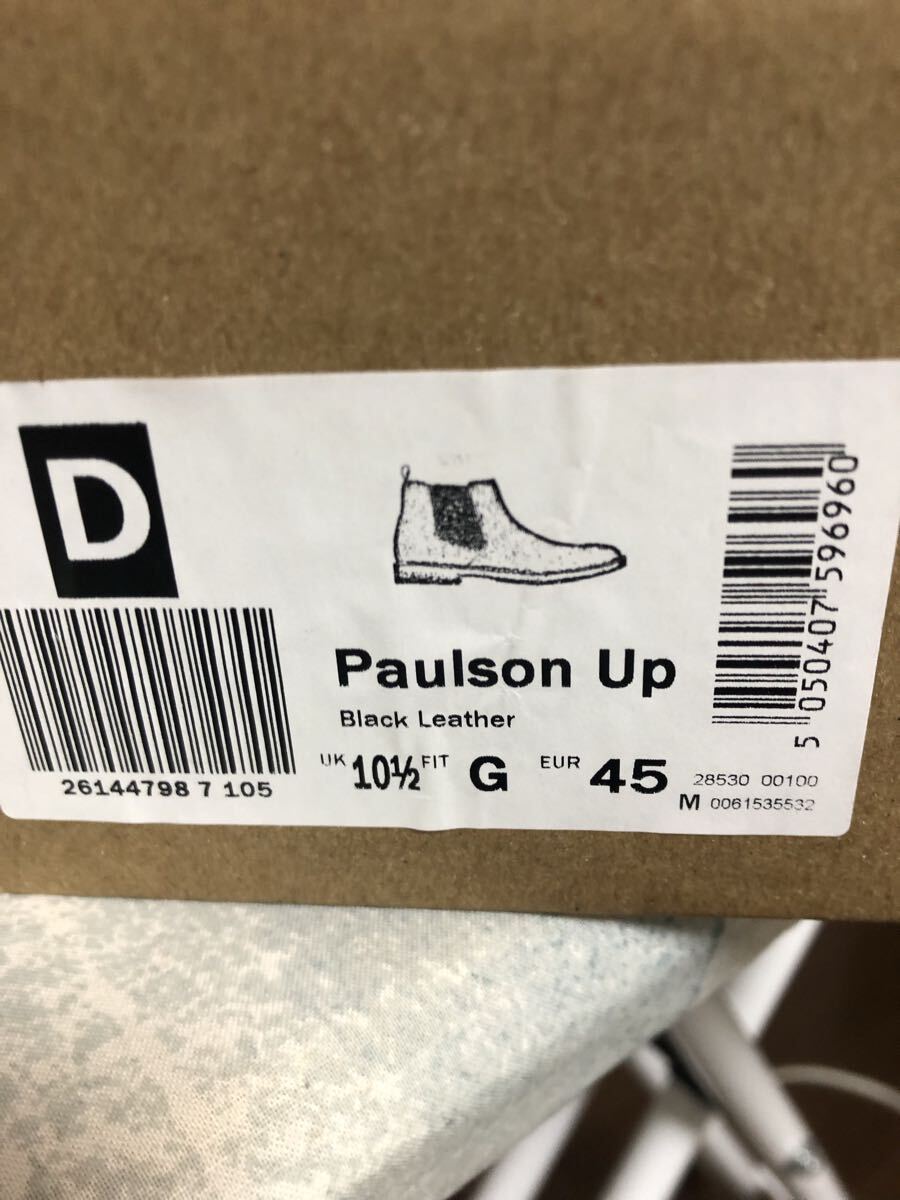 D
26144798 7 105
Paulson Up
Black Leather
UK 10½ FIT G EUR 45
28530 00100
M 0061535532
5 050407 596960